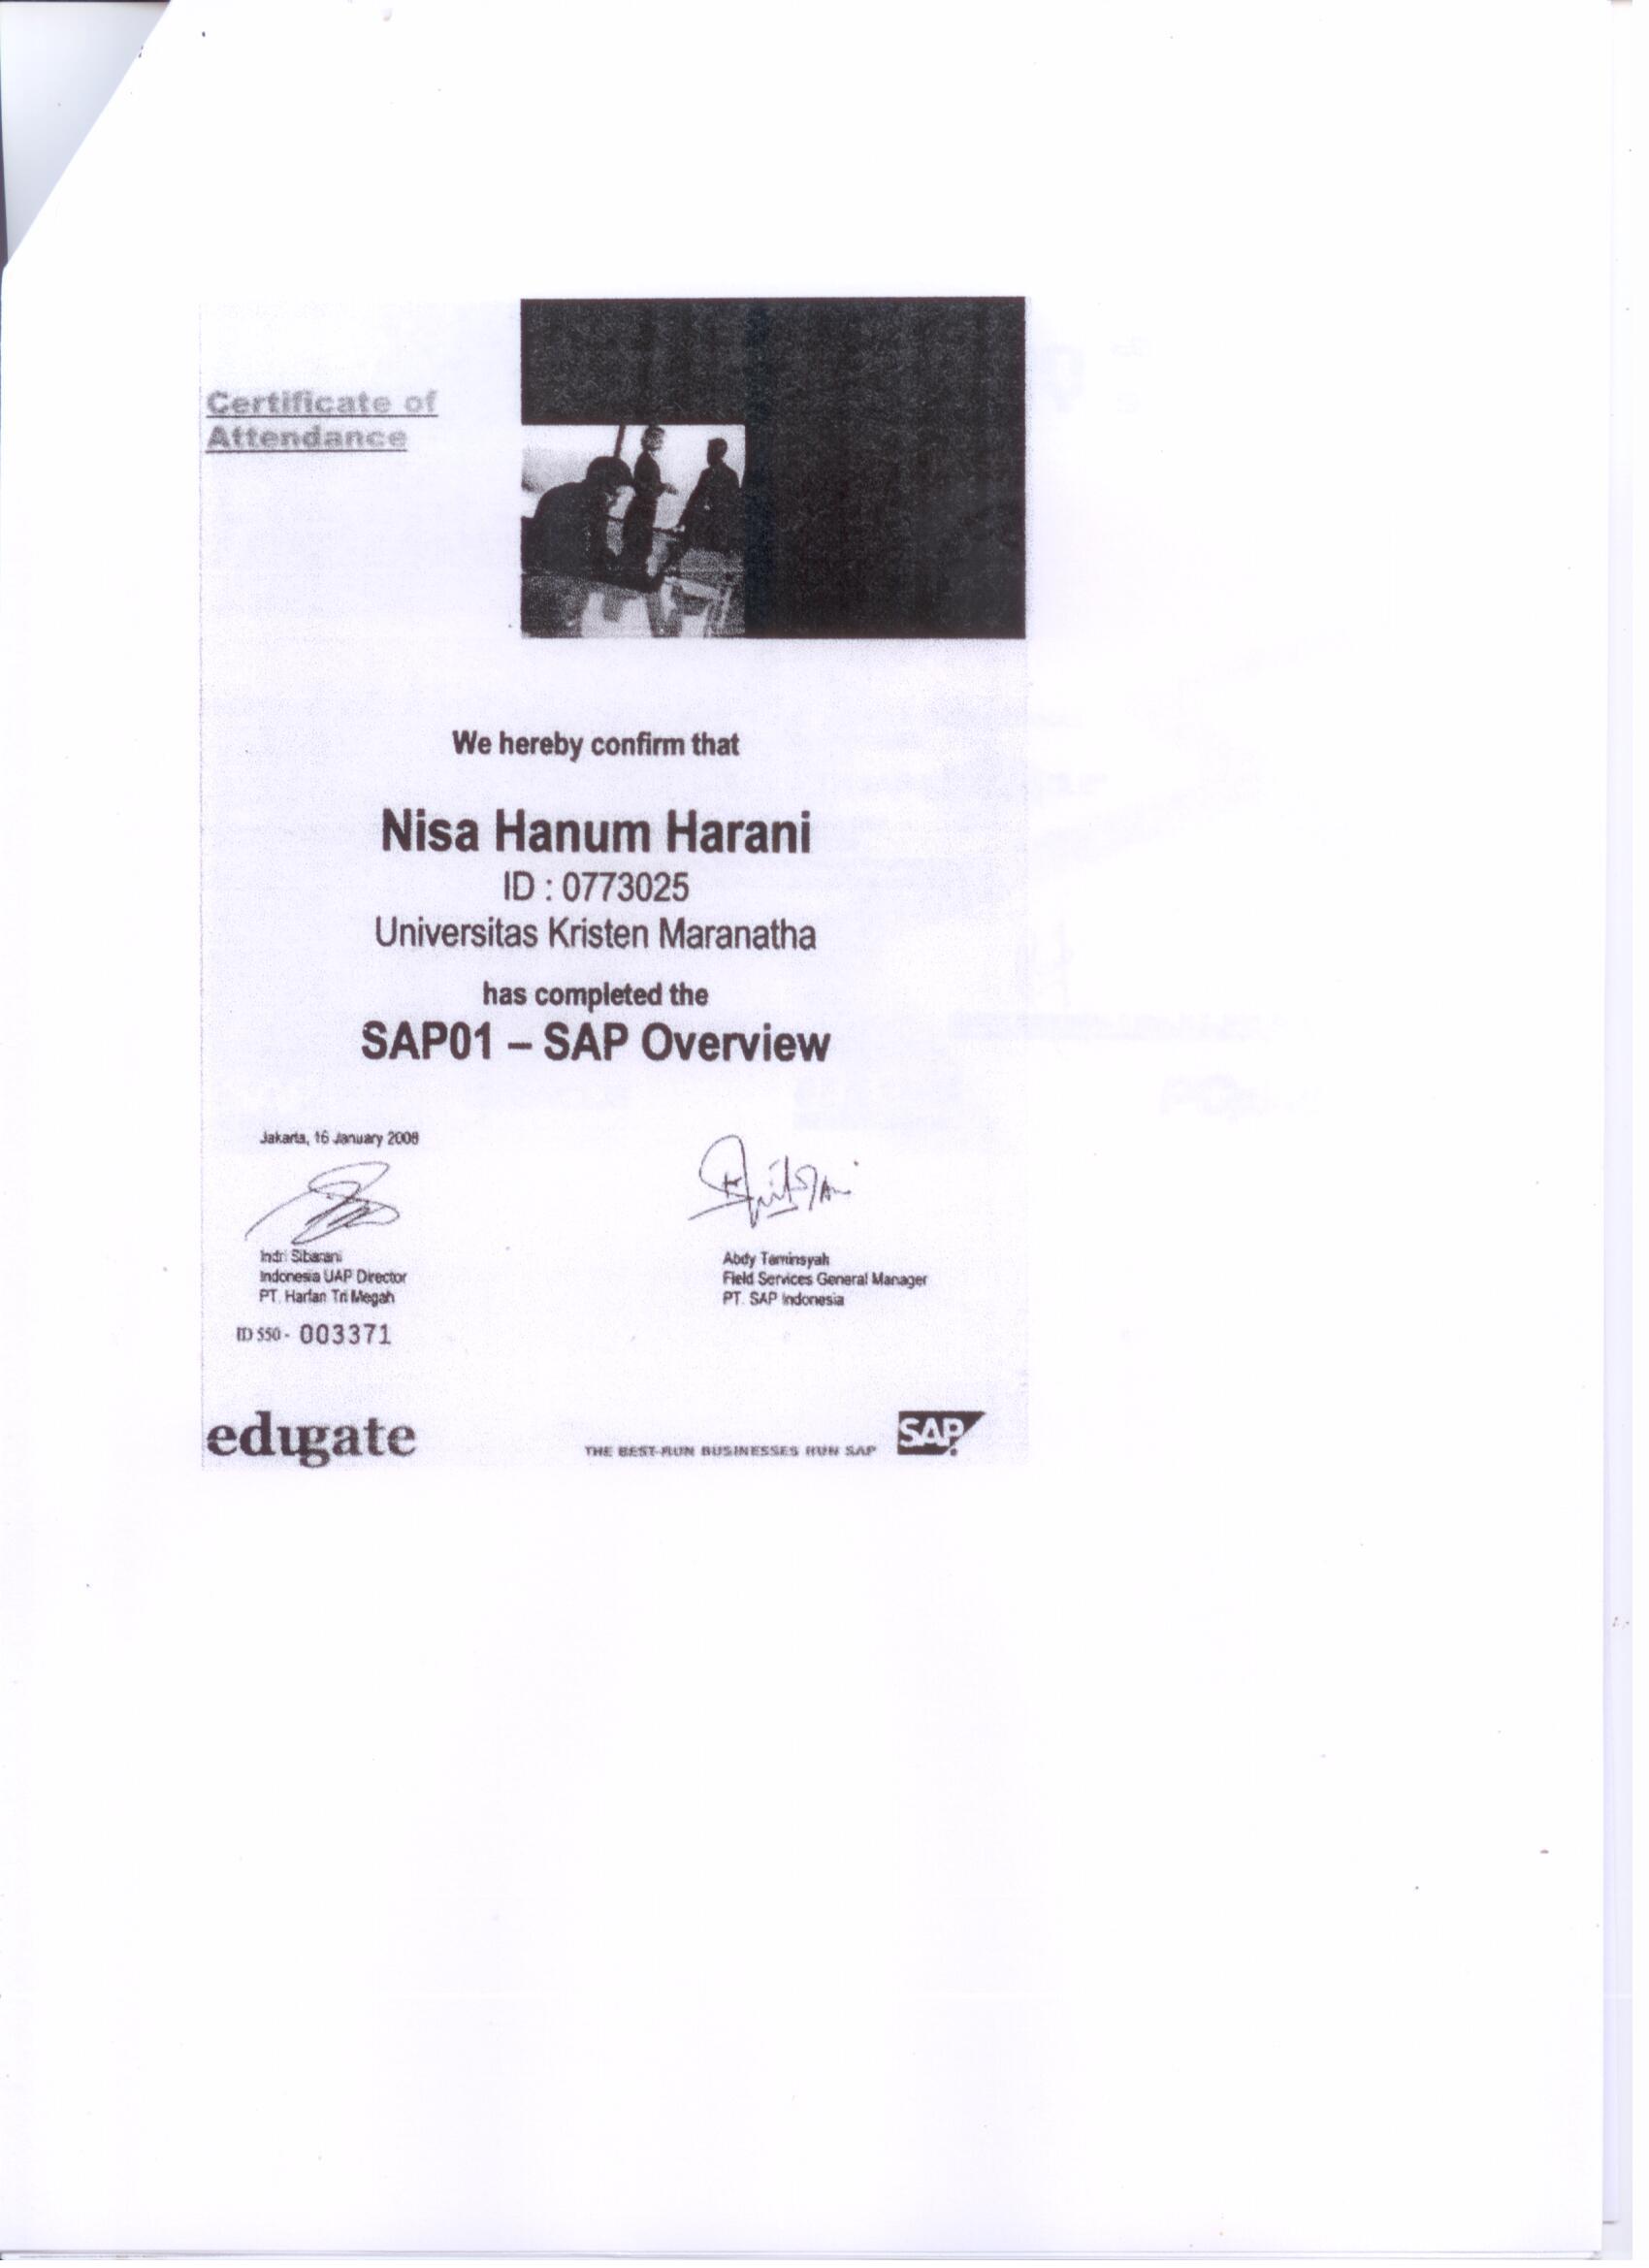 Certificate of
Attendance
We hereby confirm that
Nisa Hanum Harani
ID : 0773025
Universitas Kristen Maranatha
has completed the
SAP01 – SAP Overview
Jakarta, 16 January 2008
Indri Sibarani
Indonesia UAP Director
PT. Harfan Tri Megah
ID 550 - 003371
Abdy Taminsyah
Field Services General Manager
PT. SAP Indonesia
edugate
THE BEST-RUN BUSINESSES RUN SAP
SAP